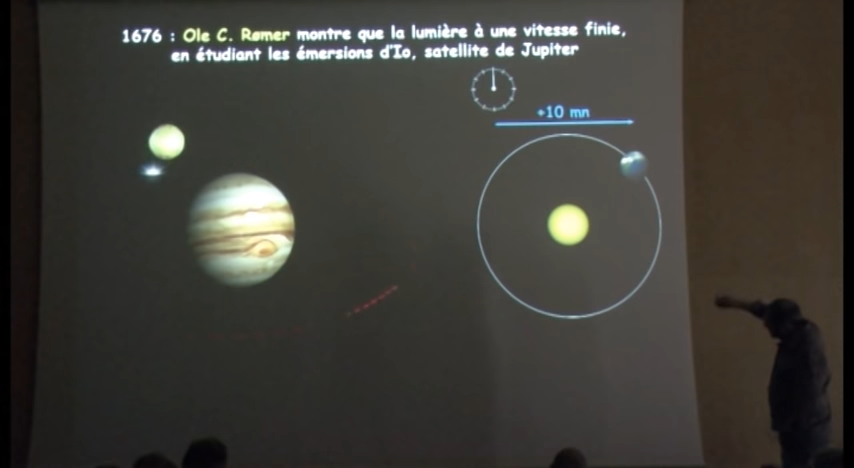 1676 : Ole C. Rømer montre que la lumière à une vitesse finie,
en étudiant les émersions d'Io, satellite de Jupiter
+10 mn